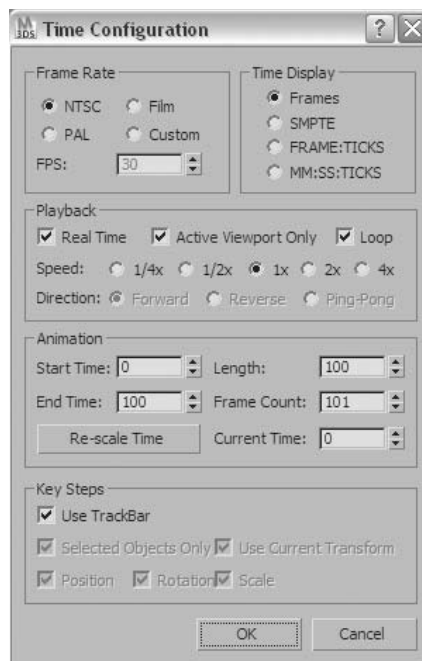 M
3DS
Time Configuration
?
Frame Rate
NTSC Film
PAL Custom
FPS: 30
Time Display
Frames
SMPTE
FRAME:TICKS
MM:SS:TICKS
Playback
Real Time Active Viewport Only Loop
Speed: 1/4x 1/2x 1x 2x 4x
Direction: Forward Reverse Ping-Pong
Animation
Start Time: 0 Length: 100
End Time: 100 Frame Count: 101
Re-scale Time Current Time: 0
Key Steps
Use TrackBar
Selected Objects Only Use Current Transform
Position Rotation Scale
OK Cancel